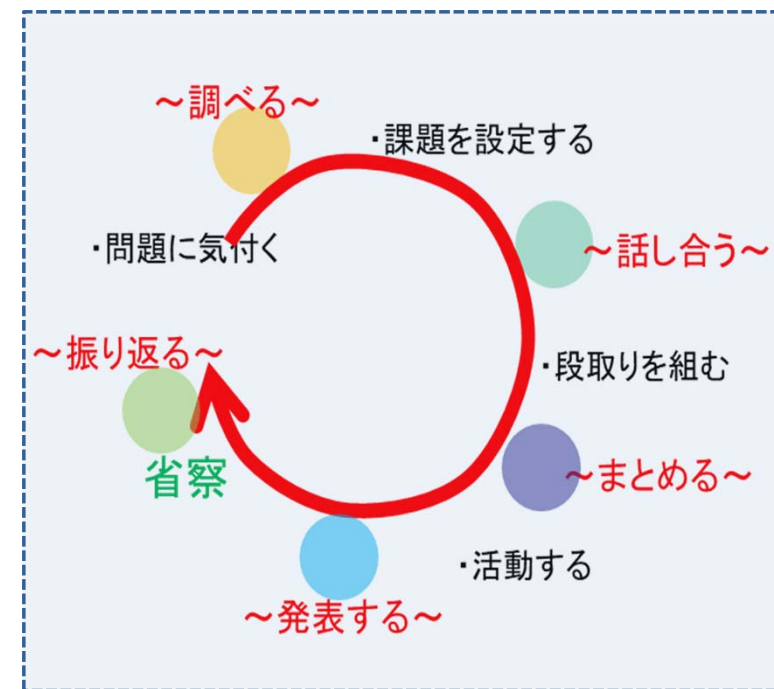 ～調べる～
・課題を設定する
・問題に気付く
～話し合う～
～振り返る～
・段取りを組む
省察
～まとめる～
・活動する
～発表する～